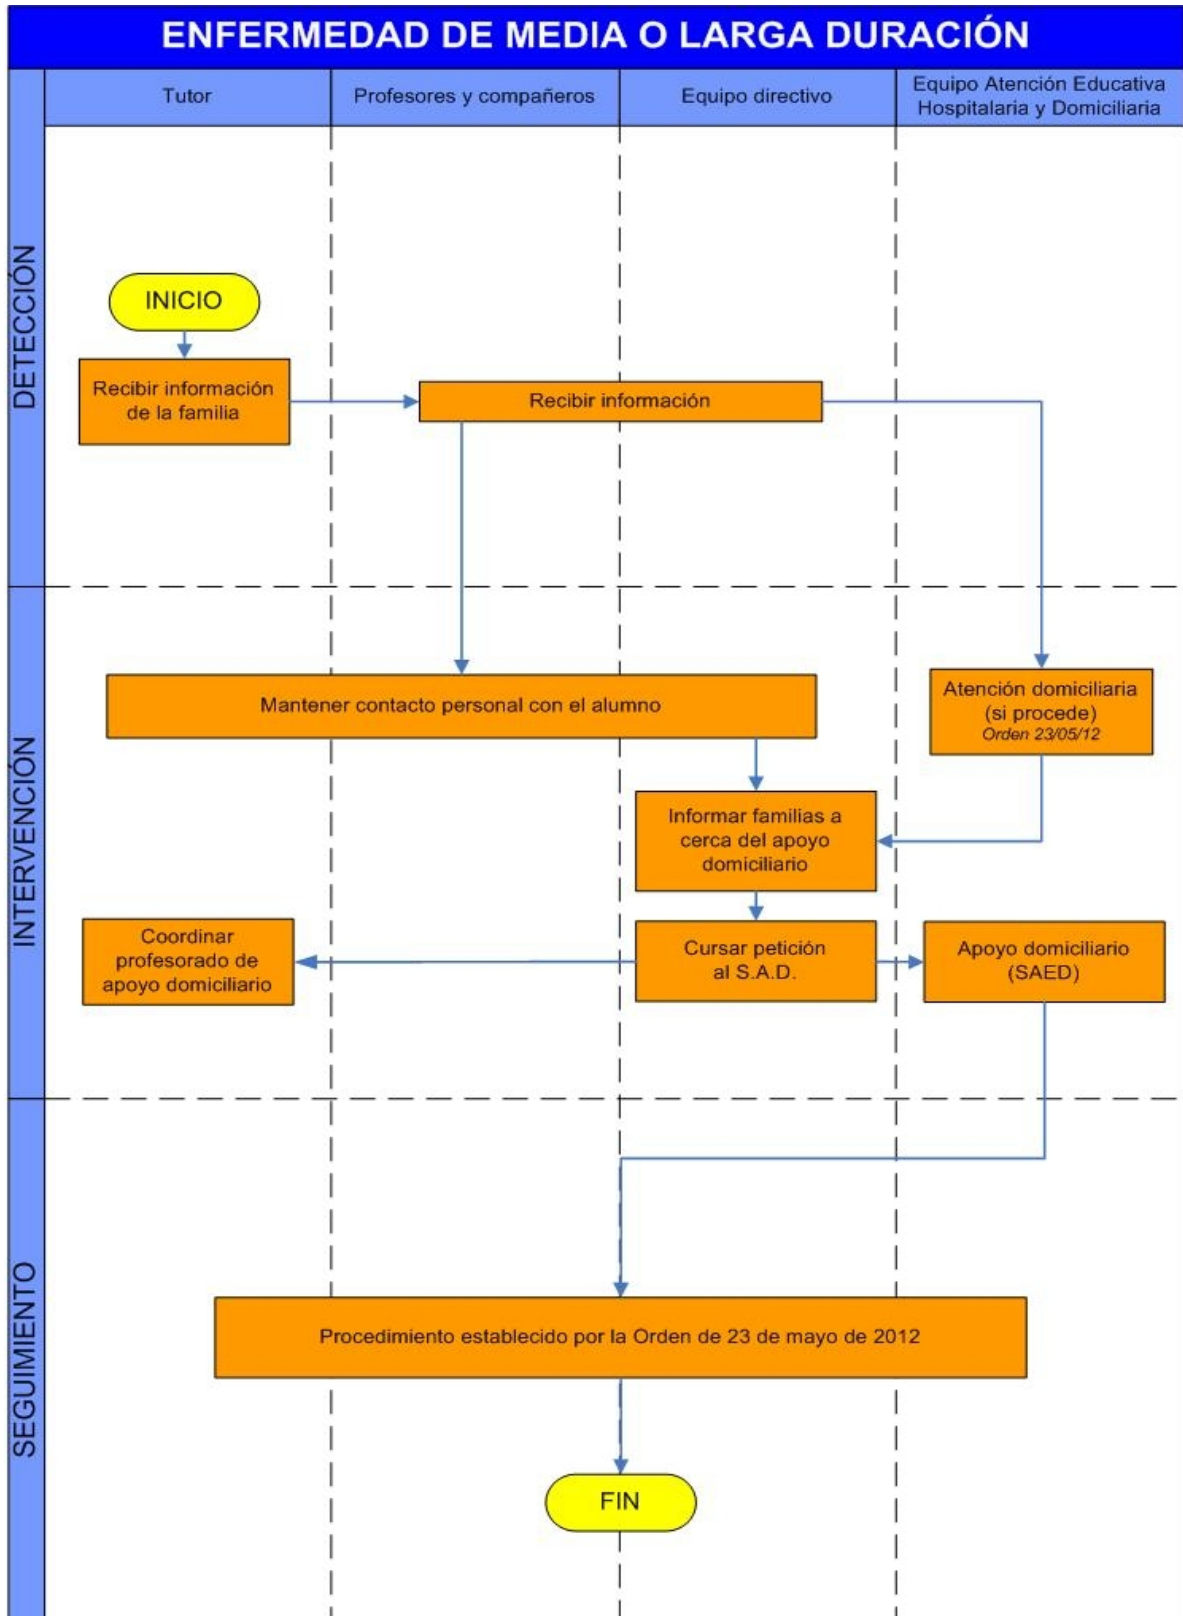 ENFERMEDAD DE MEDIA O LARGA DURACIÓN
Tutor
Profesores y compañeros
Equipo directivo
Equipo Atención Educativa
Hospitalaria y Domiciliaria
DETECCIÓN
INICIO
Recibir información
de la familia
Recibir información
INTERVENCIÓN
Mantener contacto personal con el alumno
Atención domiciliaria
(si procede)
Orden 23/05/12
Informar familias a
cerca del apoyo
domiciliario
Coordinar
profesorado de
apoyo domiciliario
Cursar petición
al S.A.D.
Apoyo domiciliario
(SAED)
SEGUIMIENTO
Procedimiento establecido por la Orden de 23 de mayo de 2012
FIN